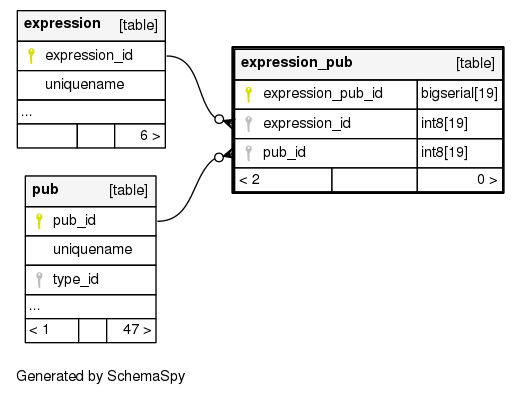 expression [table]
expression_id
uniquename
...
6 >
expression_pub [table]
expression_pub_id bigserial[19]
expression_id int8[19]
pub_id int8[19]
< 2 0 >
pub [table]
pub_id
uniquename
type_id
...
< 1 47 >
Generated by SchemaSpy